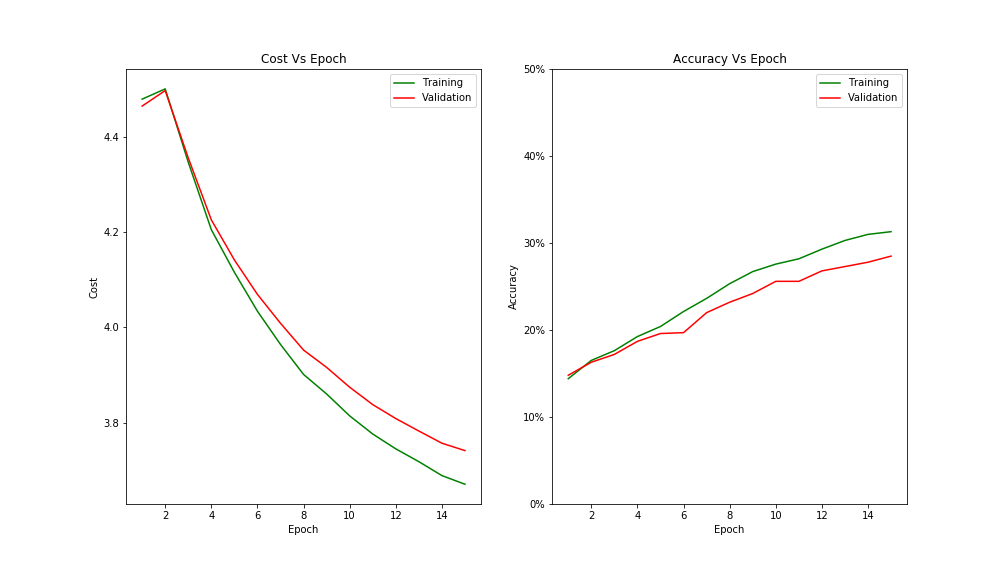 Cost Vs Epoch
Training
Validation
4.4
4.2
4.0
3.8
Cost
2 4 6 8 10 12 14
Epoch
Accuracy Vs Epoch
Training
Validation
50%
40%
30%
20%
10%
0%
Accuracy
2 4 6 8 10 12 14
Epoch